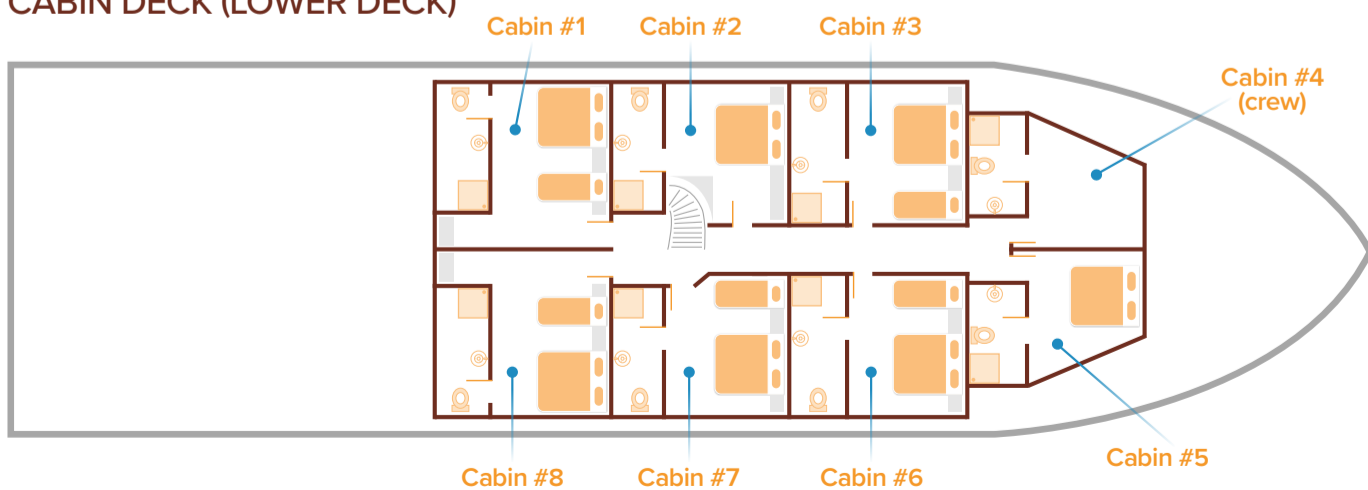 CABIN DECK (LOWER DECK)
Cabin #1
Cabin #2
Cabin #3
Cabin #4
(crew)
Cabin #5
Cabin #6
Cabin #7
Cabin #8